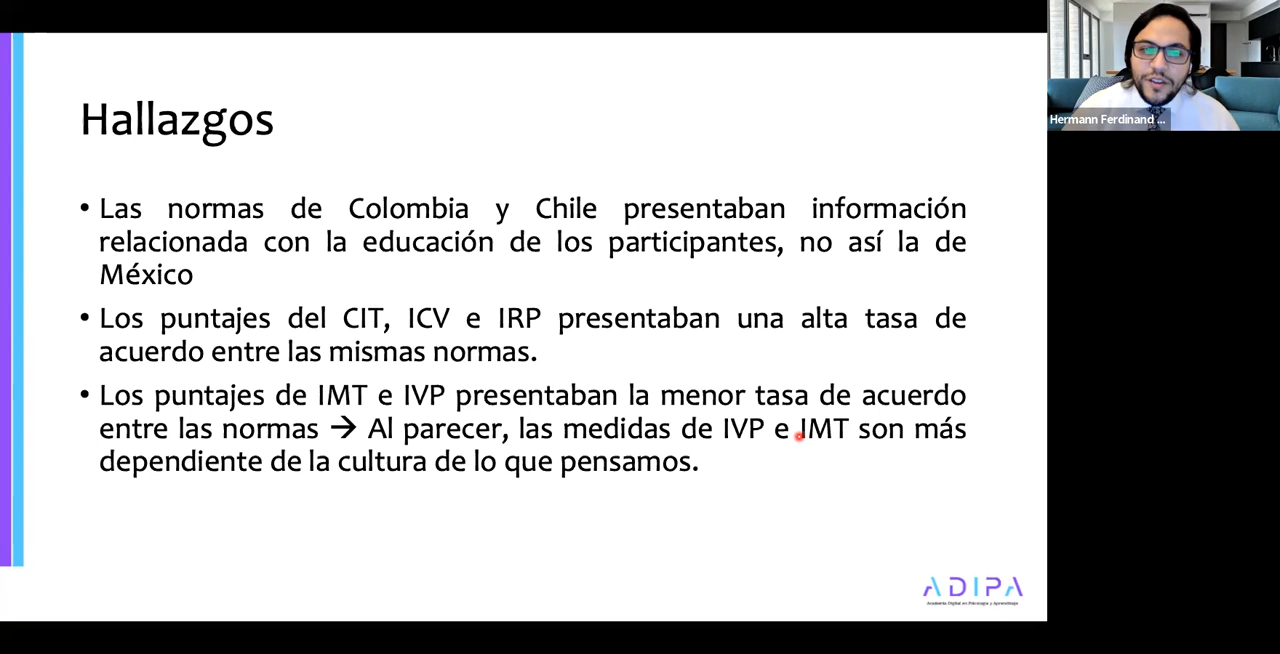 Hallazgos
• Las normas de Colombia y Chile presentaban información
relacionada con la educación de los participantes, no así la de
México
• Los puntajes del CIT, ICV e IRP presentaban una alta tasa de
acuerdo entre las mismas normas.
• Los puntajes de IMT e IVP presentaban la menor tasa de acuerdo
entre las normas → Al parecer, las medidas de IVP e IMT son más
dependiente de la cultura de lo que pensamos.
Hermann Ferdinand ...
ADIPA
Academia Digital en Psicología y Aprendizaje